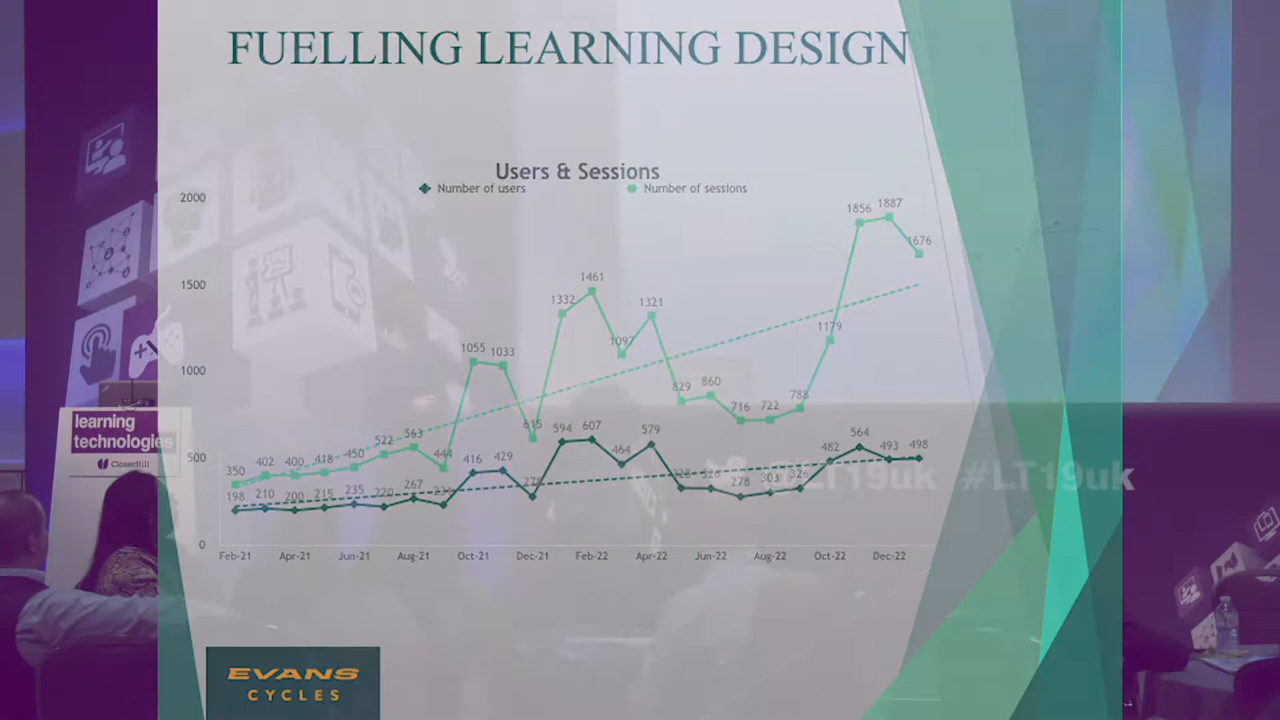 FUELLING LEARNING DESIGN
Users & Sessions
Number of users
Number of sessions
2000
1500
1000
500
0
350 402 400 418 450 522 563 444 1055 1033 615 1332 1461 1097 1321 829 860 716 722 788 1179 1856 1887 1676
198 210 200 215 235 220 267 231 416 429 594 607 464 579 328 326 278 303 326 482 564 493 498
Feb-21 Apr-21 Jun-21 Aug-21 Oct-21 Dec-21 Feb-22 Apr-22 Jun-22 Aug-22 Oct-22 Dec-22
learning
technologies
CloserStill
@LT19uk #LT19uk
EVANS
CYCLES